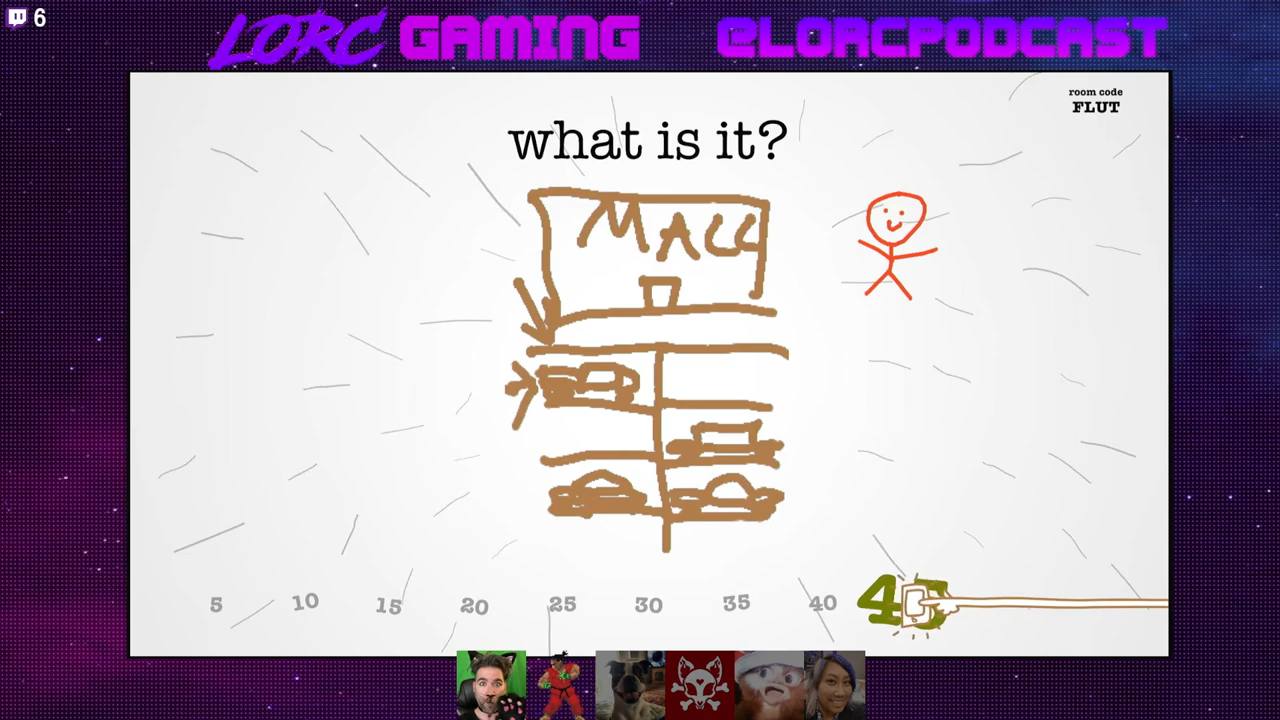 6
LORC GAMING @LORCPODCAST
room code
FLUT
what is it?
MALL
5 10 15 20 25 30 35 40 45